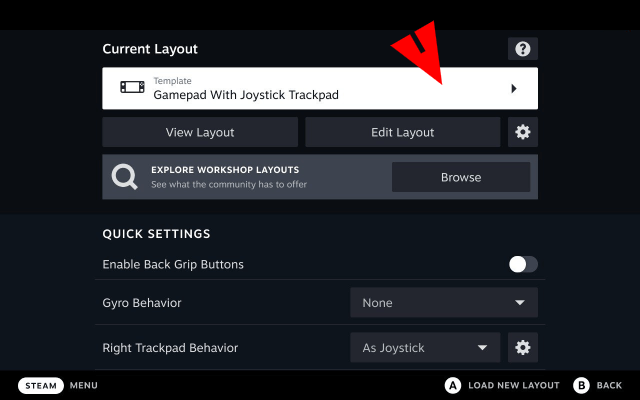 Current Layout
Template
Gamepad With Joystick Trackpad
View Layout
Edit Layout
EXPLORE WORKSHOP LAYOUTS
See what the community has to offer
Browse
QUICK SETTINGS
Enable Back Grip Buttons
Gyro Behavior
None
Right Trackpad Behavior
As Joystick
STEAM MENU
A LOAD NEW LAYOUT B BACK